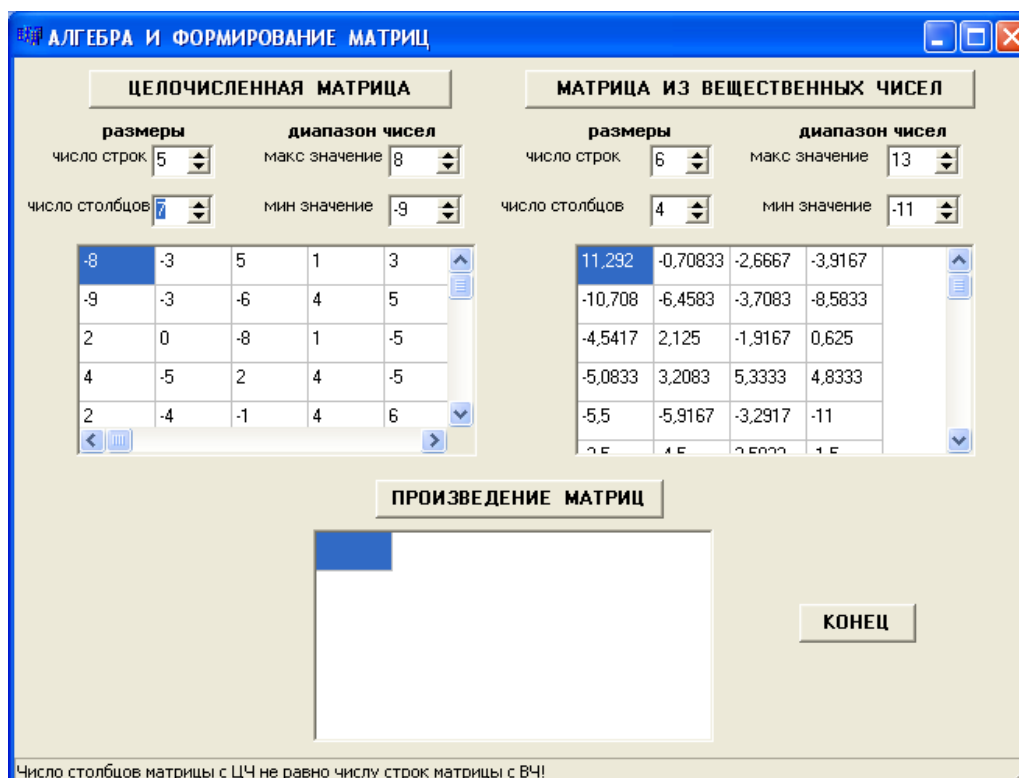 АЛГЕБРА И ФОРМИРОВАНИЕ МАТРИЦ
ЦЕЛОЧИСЛЕННАЯ МАТРИЦА
МАТРИЦА ИЗ ВЕЩЕСТВЕННЫХ ЧИСЕЛ
размеры диапазон чисел
размеры диапазон чисел
число строк 5 макс значение 8
число строк 6 макс значение 13
число столбцов 7 мин значение -9
число столбцов 4 мин значение -11
-8 -3 5 1 3
-9 -3 -6 4 5
2 0 -8 1 -5
4 -5 2 4 -5
2 -4 -1 4 6
11,292 -0,70833 -2,6667 -3,9167
-10,708 -6,4583 -3,7083 -8,5833
-4,5417 2,125 -1,9167 0,625
-5,0833 3,2083 5,3333 4,8333
-5,5 -5,9167 -3,2917 -11
ПРОИЗВЕДЕНИЕ МАТРИЦ
КОНЕЦ
Число столбцов матрицы с ЦЧ не равно числу строк матрицы с ВЧ!